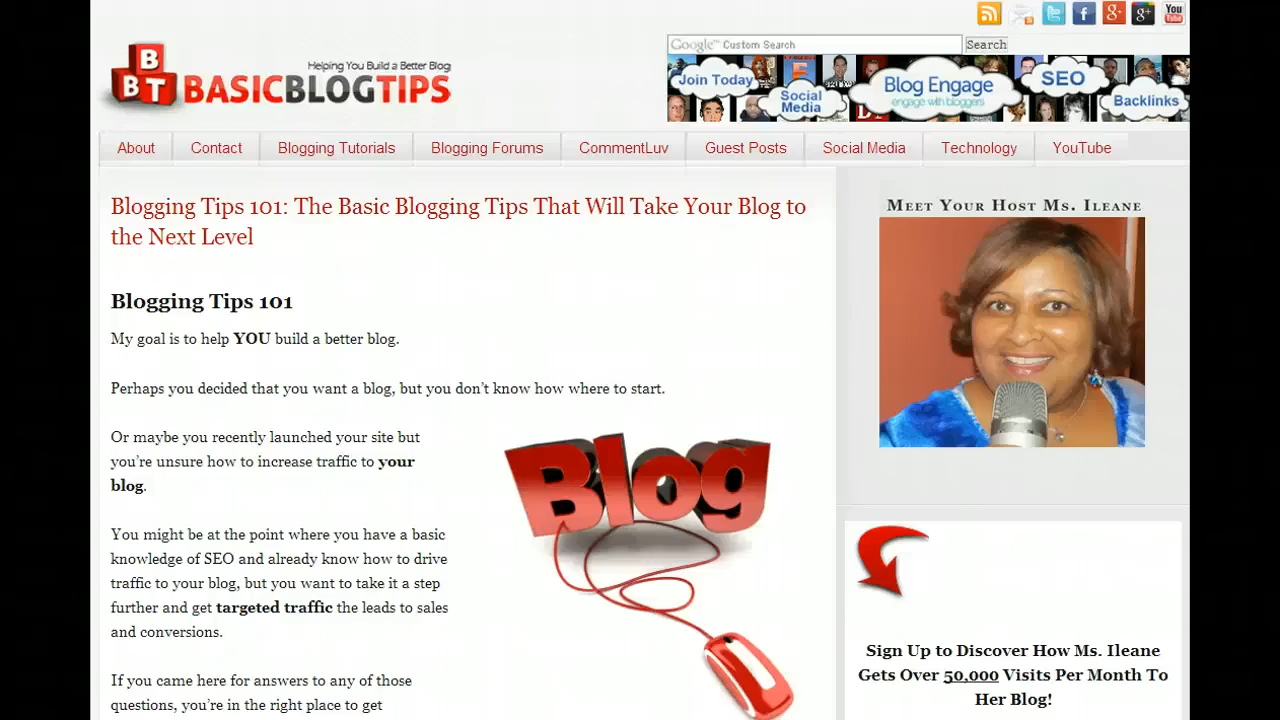 You
Tube
Google™ Custom Search
Search
B
B T
Helping You Build a Better Blog
BASICBLOGTIPS
Join Today
Social
Media
Blog Engage
engage with bloggers
SEO
Backlinks
About
Contact
Blogging Tutorials
Blogging Forums
CommentLuv
Guest Posts
Social Media
Technology
YouTube
Blogging Tips 101: The Basic Blogging Tips That Will Take Your Blog to
the Next Level
Blogging Tips 101
My goal is to help YOU build a better blog.
Perhaps you decided that you want a blog, but you don't know how where to start.
Or maybe you recently launched your site but
you're unsure how to increase traffic to your
blog.
Blog
You might be at the point where you have a basic
knowledge of SEO and already know how to drive
traffic to your blog, but you want to take it a step
further and get targeted traffic the leads to sales
and conversions.
If you came here for answers to any of those
questions, you're in the right place to get
Meet Your Host Ms. Ileane
Sign Up to Discover How Ms. Ileane
Gets Over 50,000 Visits Per Month To
Her Blog!